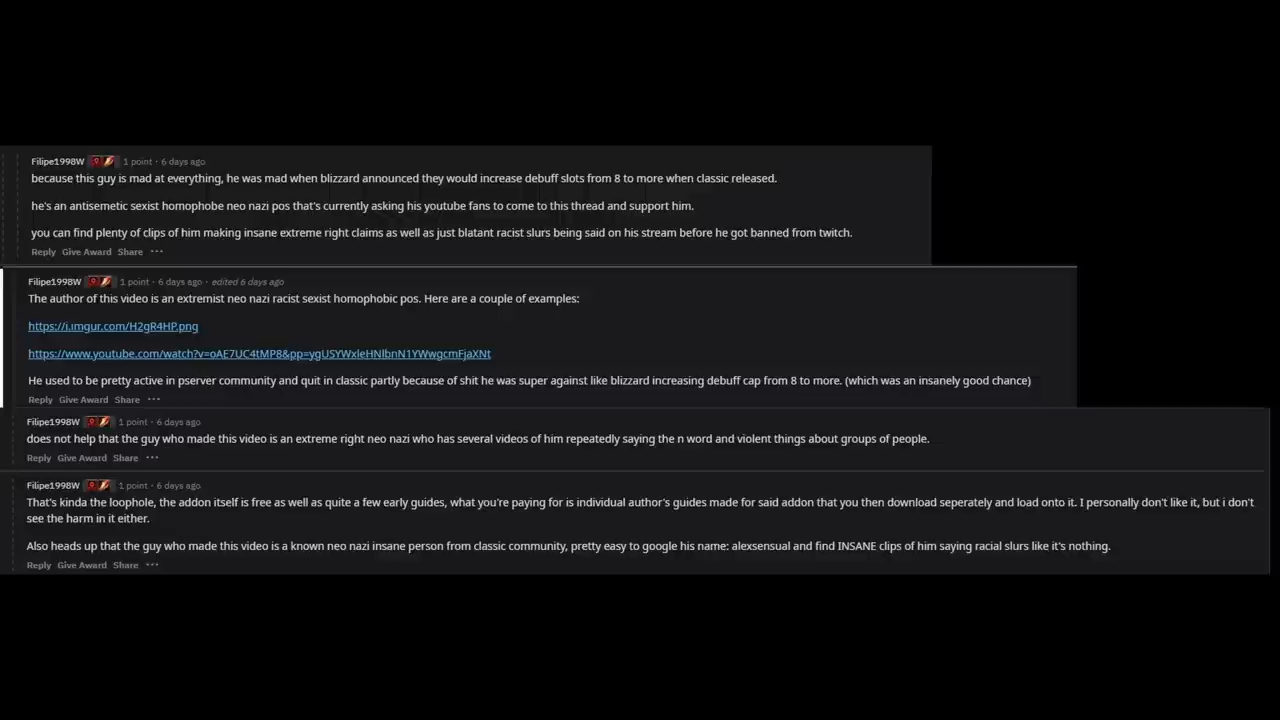 Filipe1998W 1 point · 6 days ago
because this guy is mad at everything, he was mad when blizzard announced they would increase debuff slots from 8 to more when classic released.
he's an antisemetic sexist homophobe neo nazi pos that's currently asking his youtube fans to come to this thread and support him.
you can find plenty of clips of him making insane extreme right claims as well as just blatant racist slurs being said on his stream before he got banned from twitch.
Reply Give Award Share ···
Filipe1998W 1 point · 6 days ago · edited 6 days ago
The author of this video is an extremist neo nazi racist sexist homophobic pos. Here are a couple of examples:
https://i.imgur.com/H2gR4HP.png
https://www.youtube.com/watch?v=oAE7UC4tMP8&pp=ygUSYWxleHNlbnN1YWwgcmFjaXNt
He used to be pretty active in pserver community and quit in classic partly because of shit he was super against like blizzard increasing debuff cap from 8 to more. (which was an insanely good chance)
Reply Give Award Share ···
Filipe1998W 1 point · 6 days ago
does not help that the guy who made this video is an extreme right neo nazi who has several videos of him repeatedly saying the n word and violent things about groups of people.
Reply Give Award Share ···
Filipe1998W 1 point · 6 days ago
That's kinda the loophole, the addon itself is free as well as quite a few early guides, what you're paying for is individual author's guides made for said addon that you then download seperately and load onto it. I personally don't like it, but i don't
see the harm in it either.
Also heads up that the guy who made this video is a known neo nazi insane person from classic community, pretty easy to google his name: alexsensual and find INSANE clips of him saying racial slurs like it's nothing.
Reply Give Award Share ···